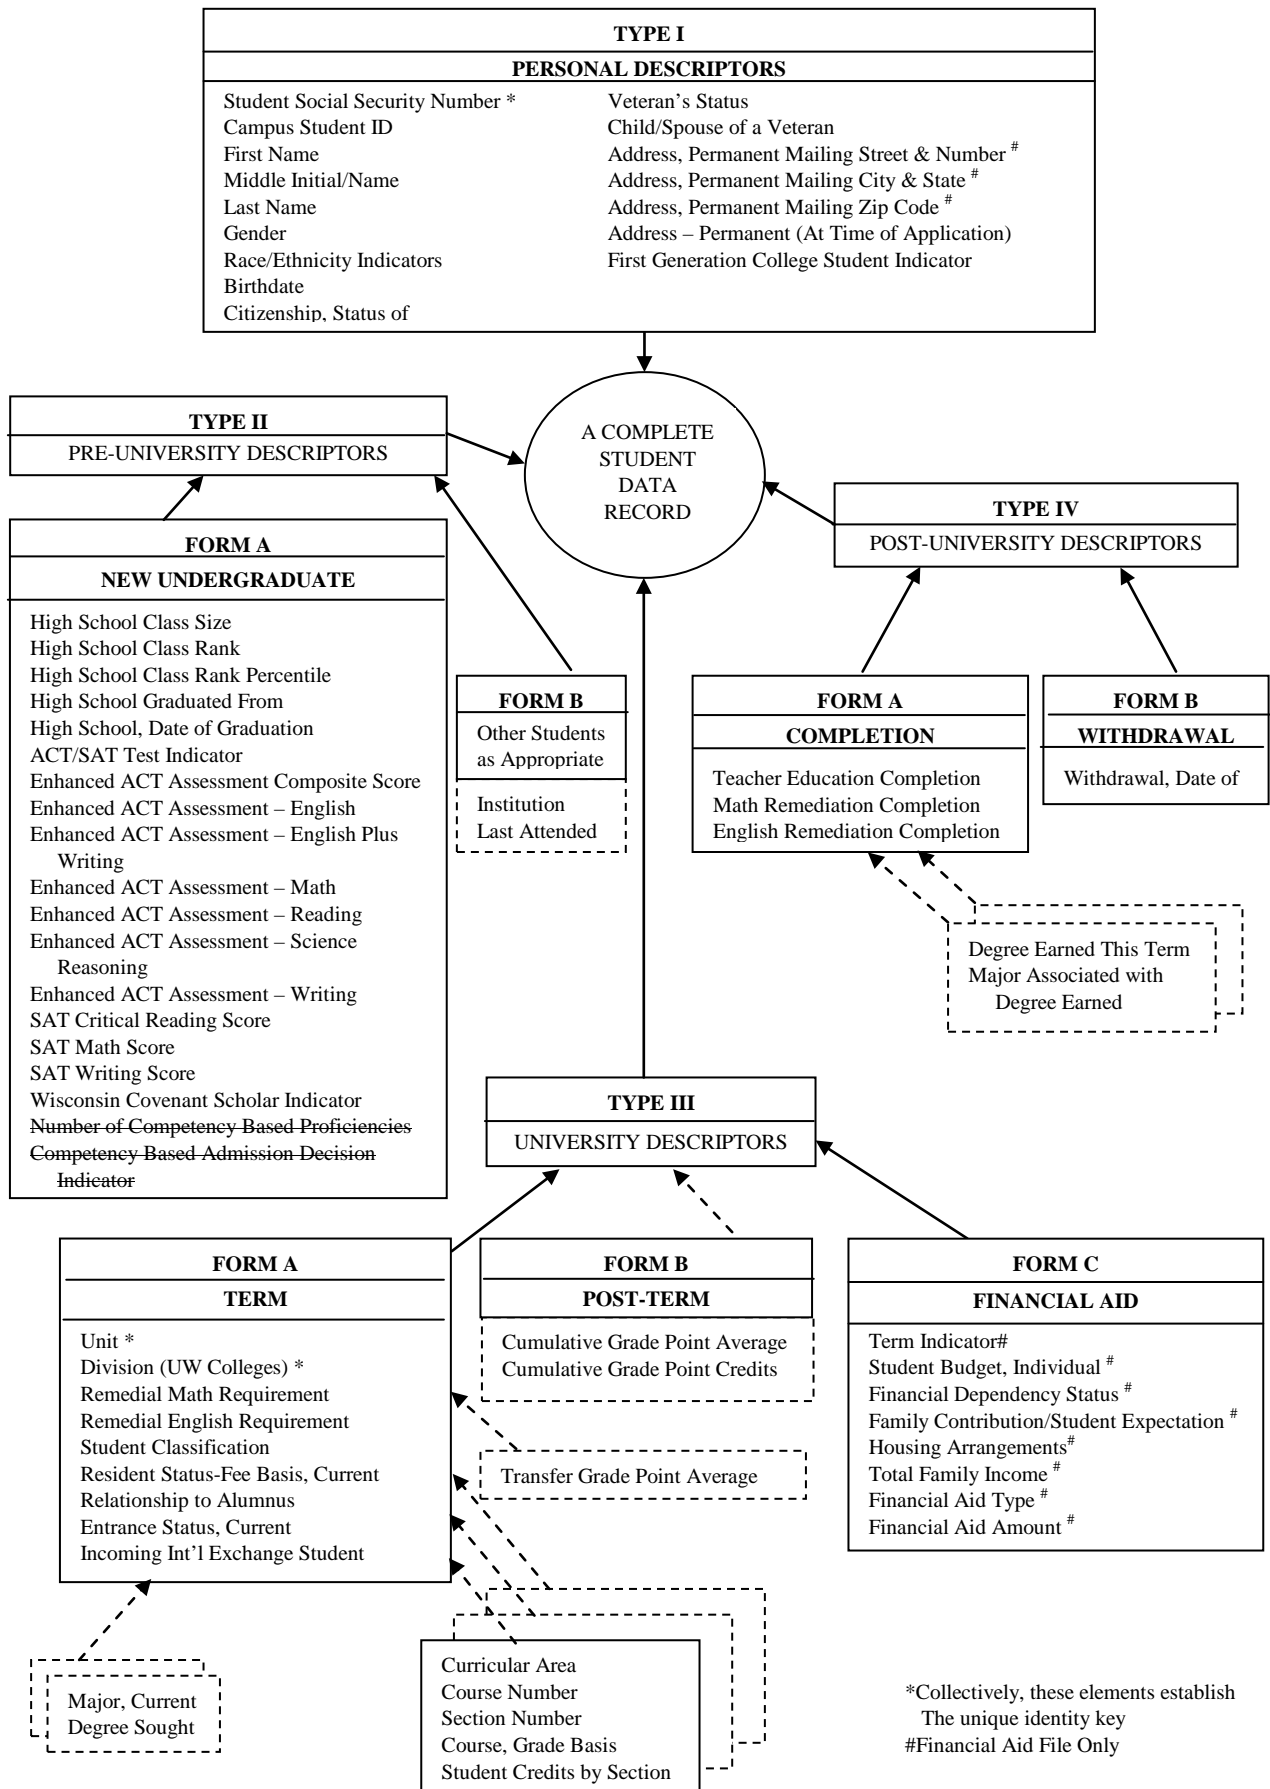 TYPE I
PERSONAL DESCRIPTORS
Student Social Security Number *
Campus Student ID
First Name
Middle Initial/Name
Last Name
Gender
Race/Ethnicity Indicators
Birthdate
Citizenship, Status of
Veteran’s Status
Child/Spouse of a Veteran
Address, Permanent Mailing Street & Number #
Address, Permanent Mailing City & State #
Address, Permanent Mailing Zip Code #
Address – Permanent (At Time of Application)
First Generation College Student Indicator
A COMPLETE
STUDENT
DATA
RECORD
TYPE II
PRE-UNIVERSITY DESCRIPTORS
FORM A
NEW UNDERGRADUATE
High School Class Size
High School Class Rank
High School Class Rank Percentile
High School Graduated From
High School, Date of Graduation
ACT/SAT Test Indicator
Enhanced ACT Assessment Composite Score
Enhanced ACT Assessment – English
Enhanced ACT Assessment – English Plus
Writing
Enhanced ACT Assessment – Math
Enhanced ACT Assessment – Reading
Enhanced ACT Assessment – Science
Reasoning
Enhanced ACT Assessment – Writing
SAT Critical Reading Score
SAT Math Score
SAT Writing Score
Wisconsin Covenant Scholar Indicator
Number of Competency Based Proficiencies
Competency Based Admission Decision
Indicator
FORM B
Other Students
as Appropriate
Institution
Last Attended
TYPE IV
POST-UNIVERSITY DESCRIPTORS
FORM A
COMPLETION
Teacher Education Completion
Math Remediation Completion
English Remediation Completion
FORM B
WITHDRAWAL
Withdrawal, Date of
Degree Earned This Term
Major Associated with
Degree Earned
TYPE III
UNIVERSITY DESCRIPTORS
FORM A
TERM
Unit *
Division (UW Colleges) *
Remedial Math Requirement
Remedial English Requirement
Student Classification
Resident Status-Fee Basis, Current
Relationship to Alumnus
Entrance Status, Current
Incoming Int’l Exchange Student
FORM B
POST-TERM
Cumulative Grade Point Average
Cumulative Grade Point Credits
Transfer Grade Point Average
FORM C
FINANCIAL AID
Term Indicator#
Student Budget, Individual #
Financial Dependency Status #
Family Contribution/Student Expectation #
Housing Arrangements#
Total Family Income #
Financial Aid Type #
Financial Aid Amount #
Major, Current
Degree Sought
Curricular Area
Course Number
Section Number
Course, Grade Basis
Student Credits by Section
*Collectively, these elements establish
The unique identity key
#Financial Aid File Only